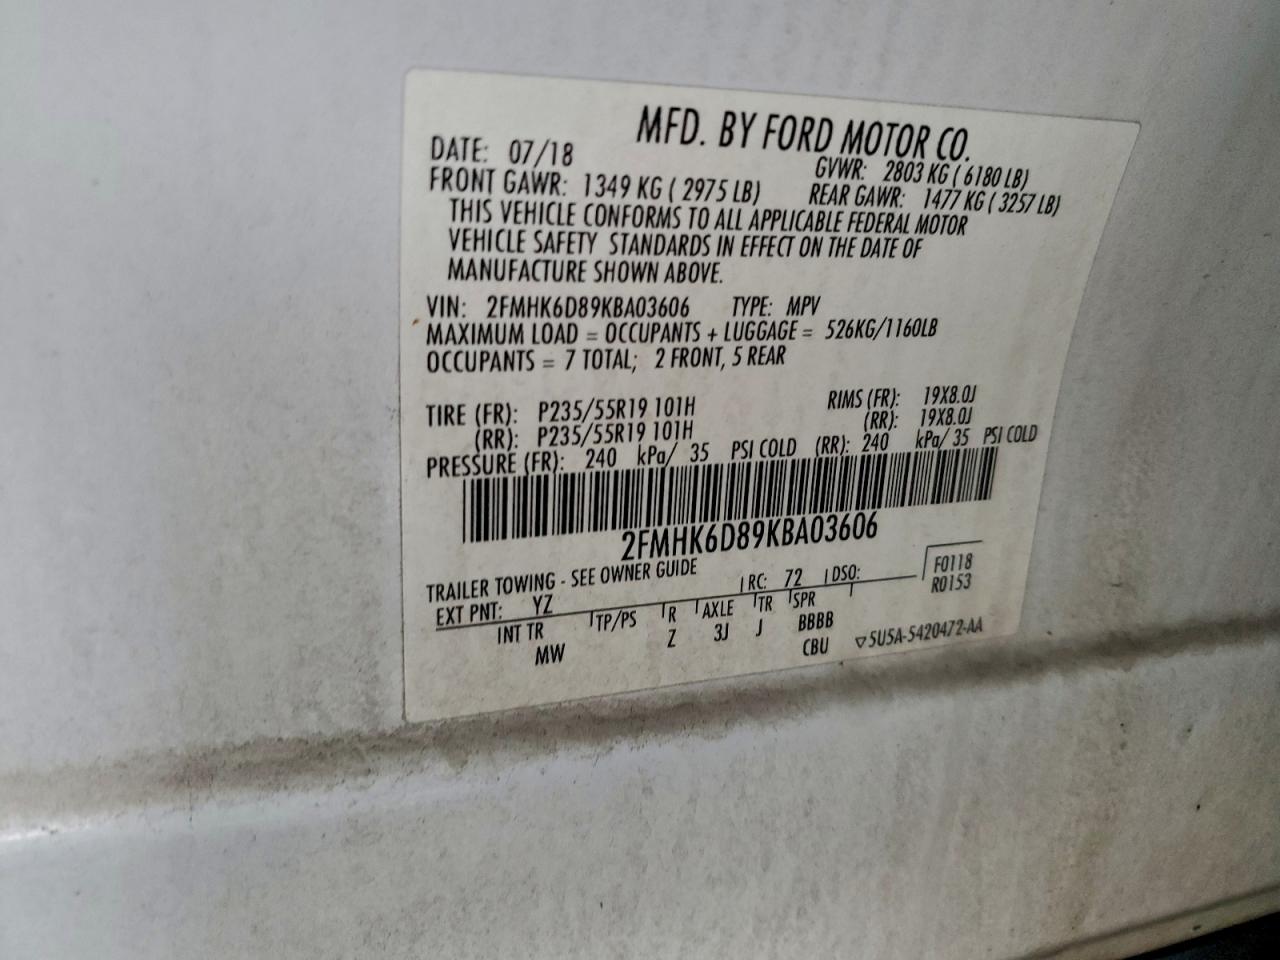 MFD. BY FORD MOTOR CO.
DATE: 07/18 GVWR: 2803 KG ( 6180 LB)
FRONT GAWR: 1349 KG ( 2975 LB) REAR GAWR: 1477 KG ( 3257 LB)
THIS VEHICLE CONFORMS TO ALL APPLICABLE FEDERAL MOTOR
VEHICLE SAFETY STANDARDS IN EFFECT ON THE DATE OF
MANUFACTURE SHOWN ABOVE.
VIN: 2FMHK6D89KBA03606 TYPE: MPV
MAXIMUM LOAD = OCCUPANTS + LUGGAGE = 526KG/1160LB
OCCUPANTS = 7 TOTAL; 2 FRONT, 5 REAR
TIRE (FR): P235/55R19 101H RIMS (FR): 19X8.0J
(RR): P235/55R19 101H (RR): 19X8.0J
PRESSURE (FR): 240 kPa/ 35 PSI COLD (RR): 240 kPa/ 35 PSI COLD
2FMHK6D89KBA03606
TRAILER TOWING - SEE OWNER GUIDE
EXT PNT: YZ RC: 72 DSO: F0118
R0153
INT TR TP/PS R AXLE TR SPR
MW Z 3J J BBBB
CBU ▽5U5A-5420472-AA